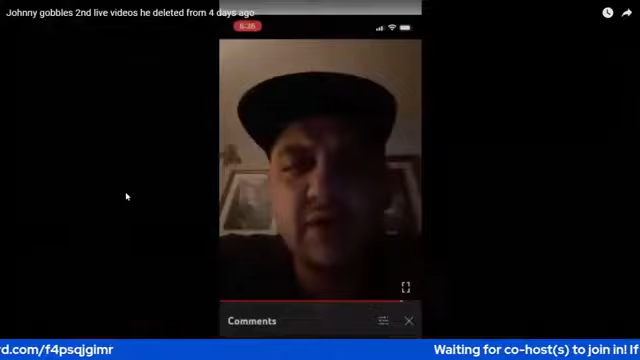 Johnny gobbles 2nd live videos he deleted from 4 days ago
Comments
rd.com/f4psqjgimr
Waiting for co-host(s) to join in! If